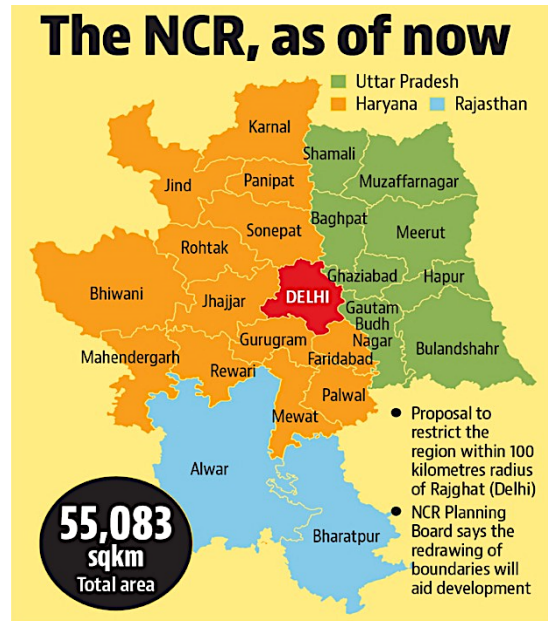 The NCR, as of now
Uttar Pradesh
Haryana
Rajasthan
Karnal
Shamali
Muzaffarnagar
Jind
Panipat
Baghpat
Meerut
Sonepat
Rohtak
Ghaziabad
Hapur
Bhiwani
Jhajjar
DELHI
Gautam
Budh
Nagar
Gurugram
Bulandshahr
Mahendergarh
Rewari
Faridabad
Palwal
Mewat
Alwar
Bharatpur
● Proposal to
restrict the
region within 100
kilometres radius
of Rajghat (Delhi)
● NCR Planning
Board says the
redrawing of
boundaries will
aid development
55,083
sqkm
Total area